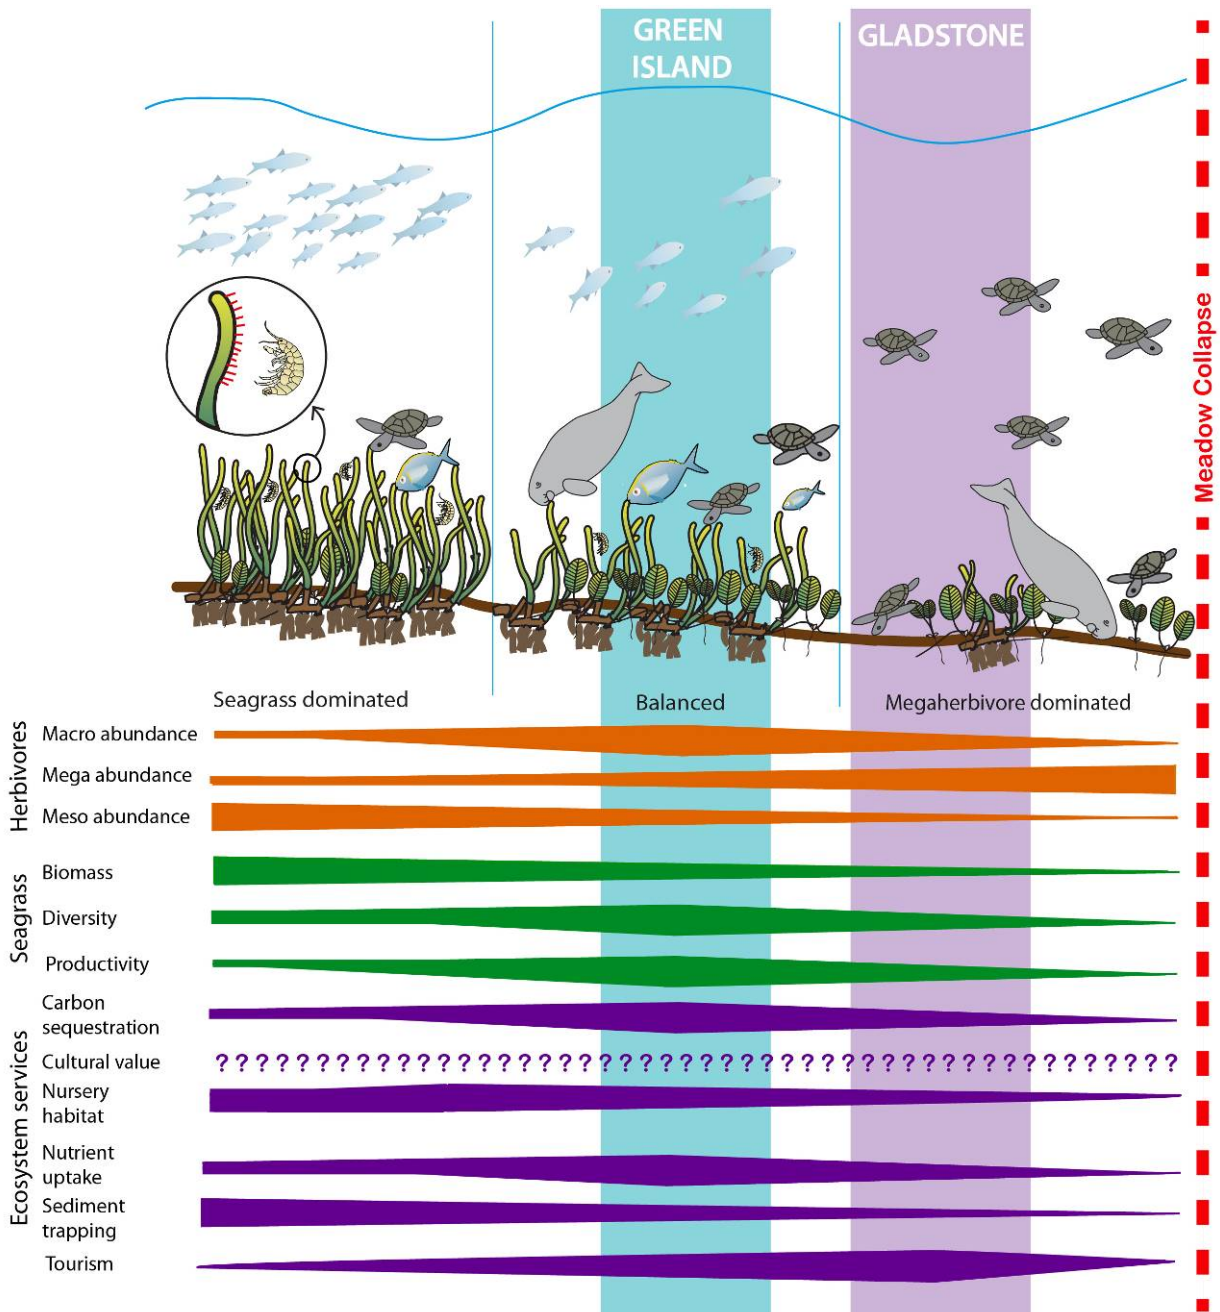 GREEN
ISLAND
GLADSTONE
Meadow Collapse
Seagrass dominated
Balanced
Megaherbivore dominated
Herbivores
Macro abundance
Mega abundance
Meso abundance
Seagrass
Biomass
Diversity
Productivity
Ecosystem services
Carbon
sequestration
Cultural value
? ? ? ? ? ? ? ? ? ? ? ? ? ? ? ? ? ? ? ? ? ? ? ? ? ? ? ? ? ? ? ? ? ? ? ? ? ? ? ? ? ? ? ? ? ? ? ?
Nursery
habitat
Nutrient
uptake
Sediment
trapping
Tourism